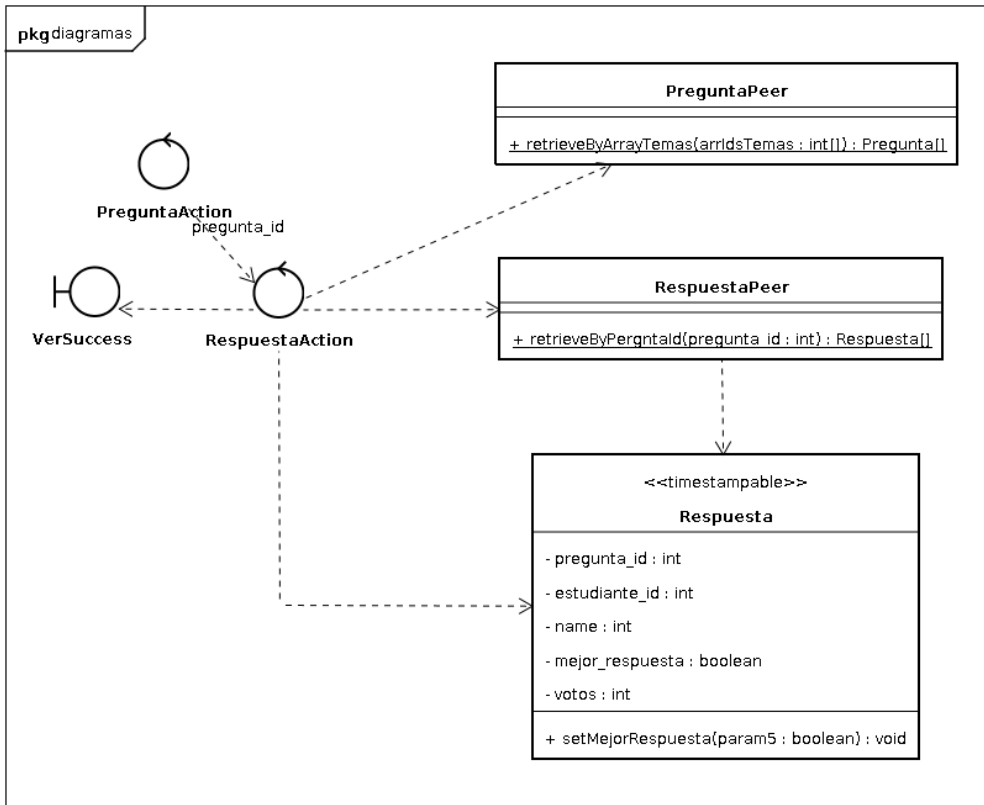 pkg diagramas
PreguntaPeer
+ retrieveByArrayTemas(arrIdsTemas : int[]) : Pregunta[]
PreguntaAction
pregunta_id
VerSuccess
RespuestaAction
RespuestaPeer
+ retrieveByPergntaId(pregunta_id : int) : Respuesta[]
<<timestampable>>
Respuesta
- pregunta_id : int
- estudiante_id : int
- name : int
- mejor_respuesta : boolean
- votos : int
+ setMejorRespuesta(param5 : boolean) : void